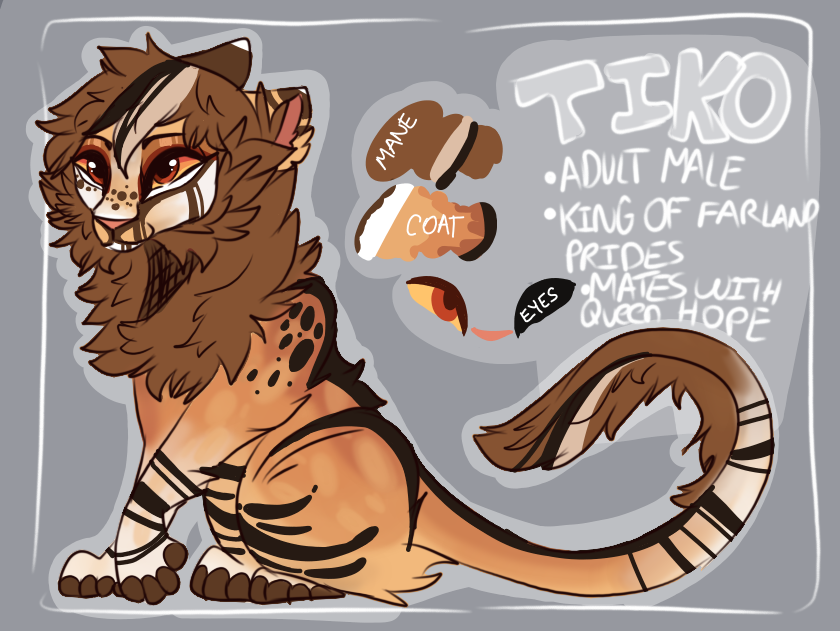 TIKO
•ADULT MALE
•KING OF FARLAND
PRIDES
•MATES WITH
Queen HOPE
MANE
COAT
EYES